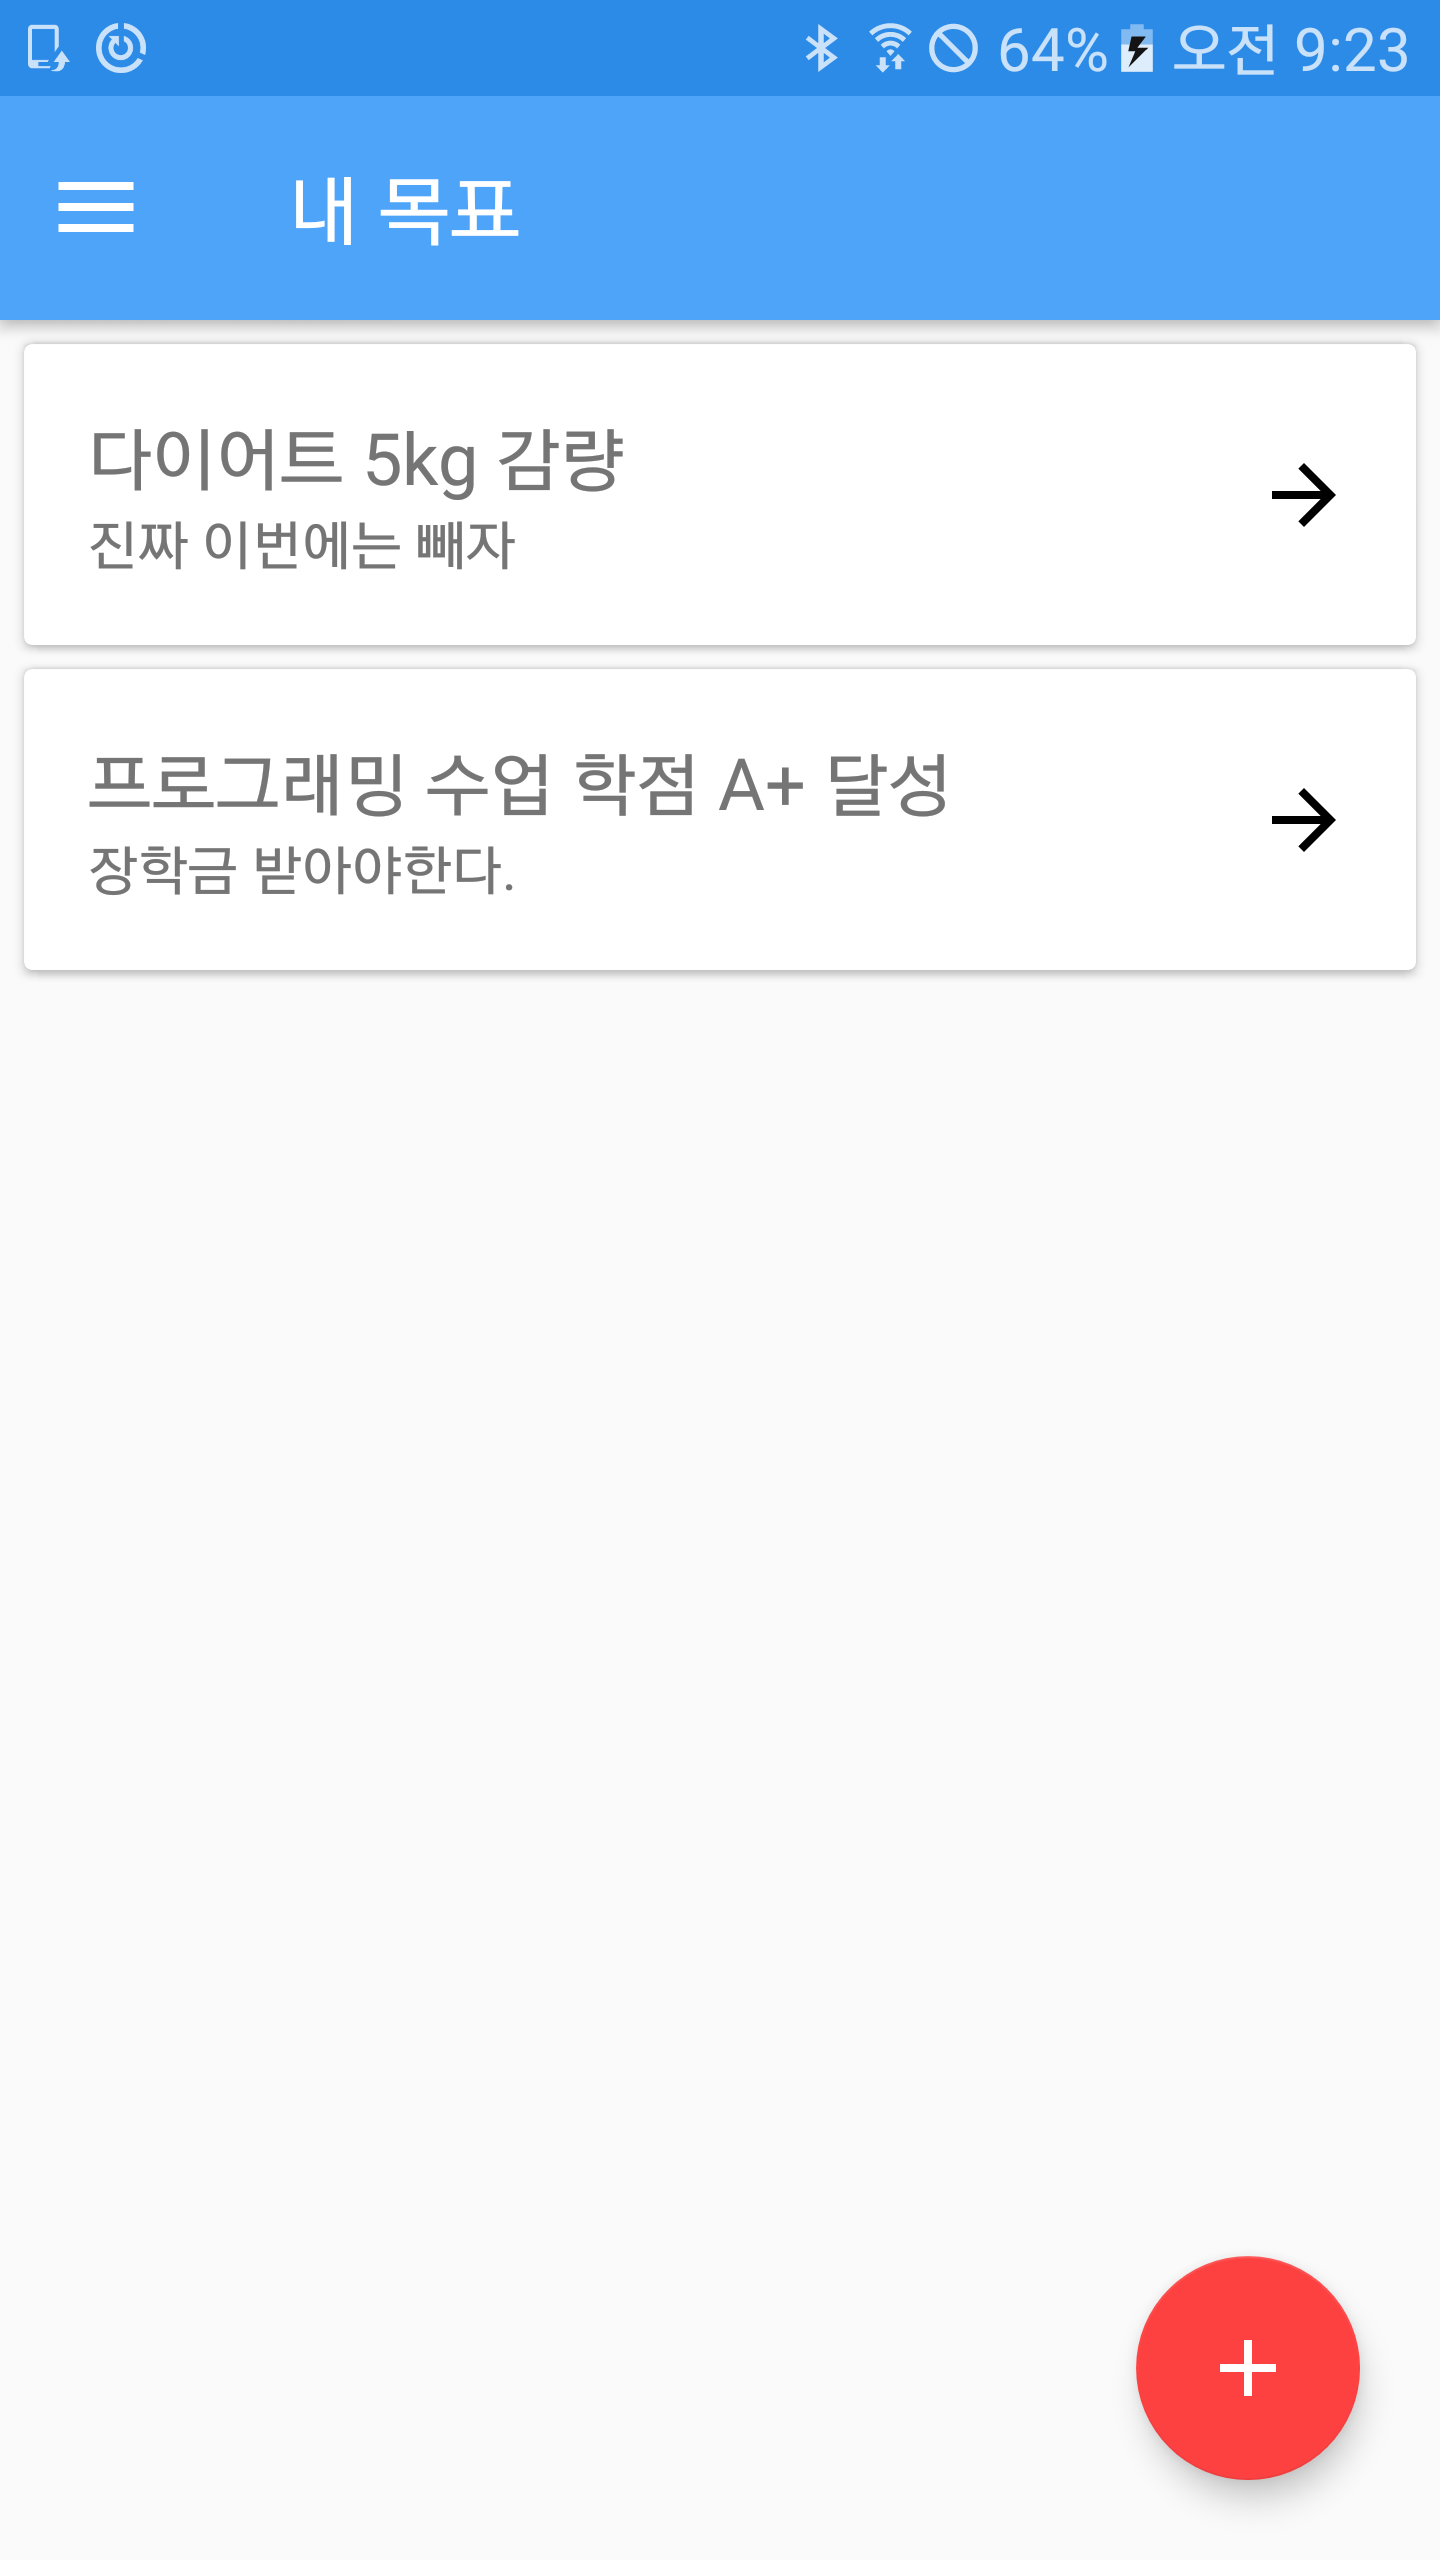 64% 오전 9:23
내 목표
다이어트 5kg 감량
진짜 이번에는 빼자
프로그래밍 수업 학점 A+ 달성
장학금 받아야한다.